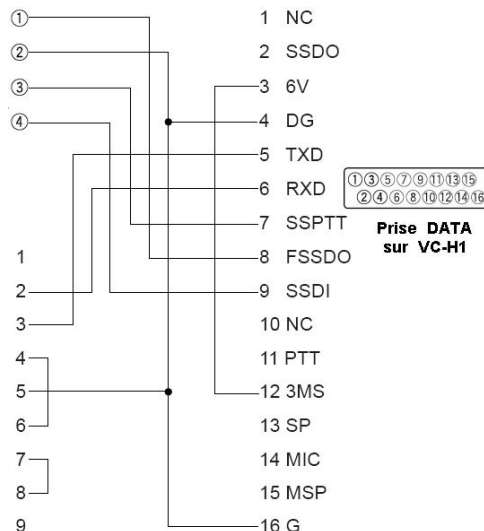 ① 1 NC
② 2 SSDO
③ 3 6V
④ 4 DG
5 TXD
6 RXD
7 SSPTT
1 8 FSSDO
2 9 SSDI
3 10 NC
4 11 PTT
5 12 3MS
6 13 SP
7 14 MIC
8 15 MSP
9 16 G
①③⑤⑦⑨⑪⑬⑮
②④⑥⑧⑩⑫⑭⑯
Prise DATA
sur VC-H1